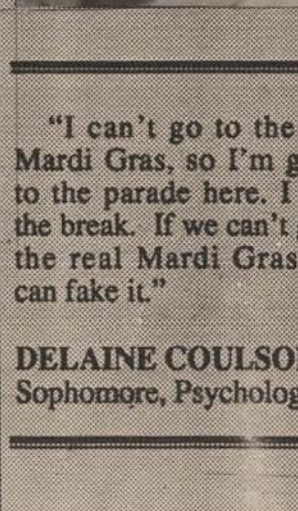 “I can’t go to the
Mardi Gras, so I’m g
to the parade here. I
the break. If we can’t
the real Mardi Gras
can fake it.”
DELAINE COULSO
Sophomore, Psycholog